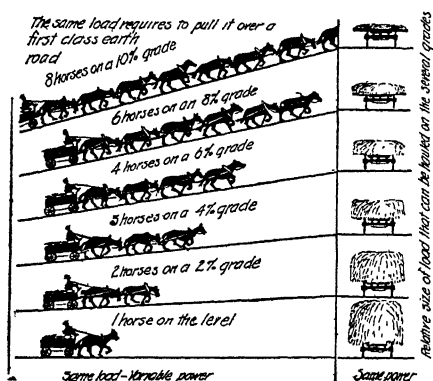 The same load requires to pull it over a
first class earth
road
8 horses on a 10% grade
6 horses on an 8% grade
4 horses on a 6% grade
3 horses on a 4% grade
2 horses on a 2% grade
1 horse on the level
Same load-Variable power
Same power
Relative size of load that can be hauled on the several grades